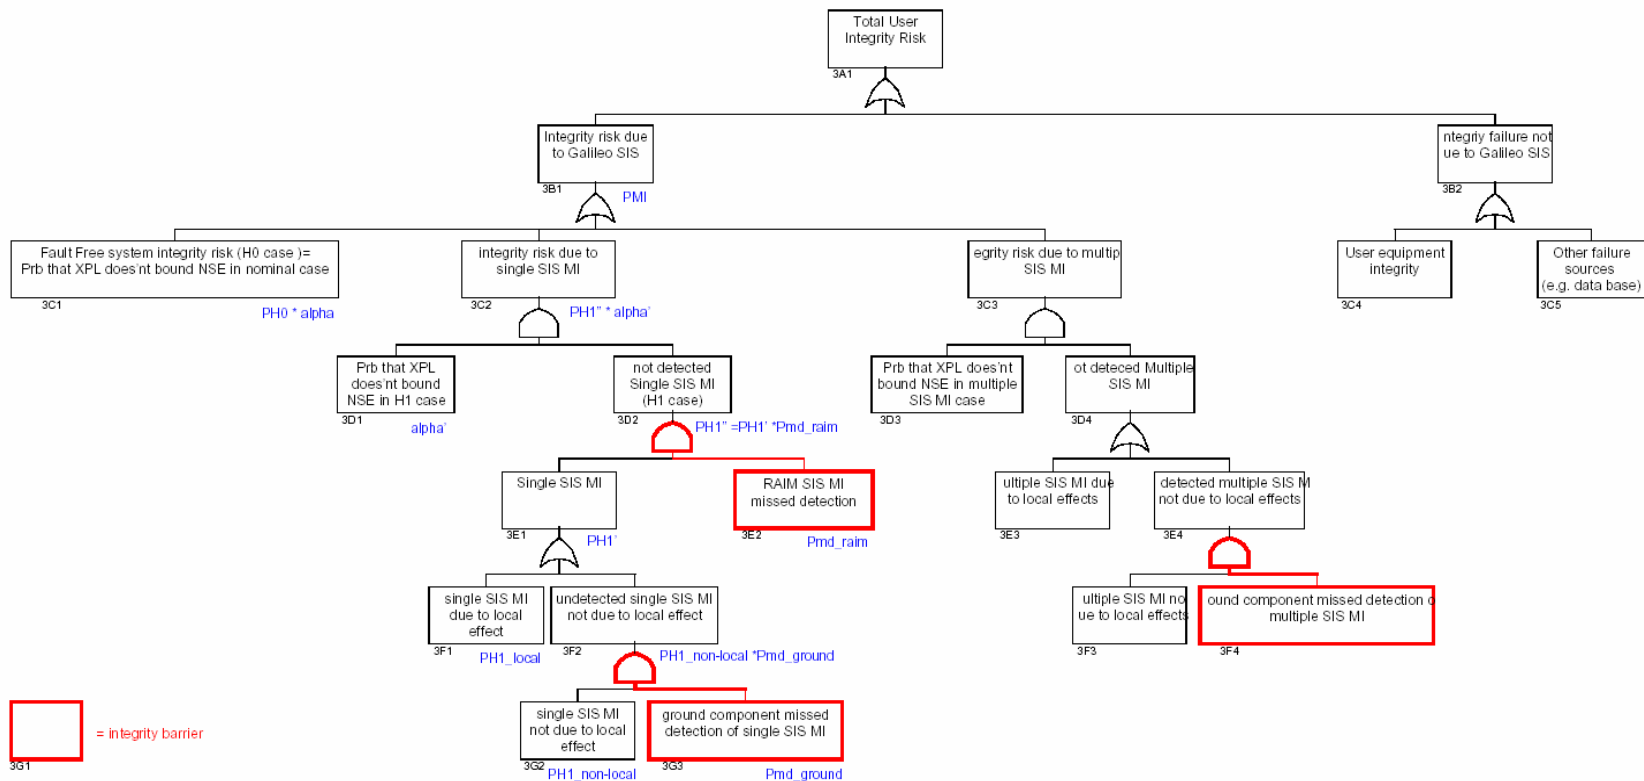 Total User
Integrity Risk
3A1
Integrity risk due
to Galileo SIS
3B1
PMI
ntegriy failure not
ue to Galileo SIS
3B2
Fault Free system integrity risk (H0 case )=
Prb that XPL does'nt bound NSE in nominal case
3C1
PH0 * alpha
integrity risk due to
single SIS MI
3C2
PH1" * alpha'
egrity risk due to multip
SIS MI
3C3
User equipment
integrity
3C4
Other failure
sources
(e.g. data base)
3C5
Prb that XPL
does'nt bound
NSE in H1 case
3D1
alpha'
not detected
Single SIS MI
(H1 case)
3D2
PH1" =PH1' *Pmd_raim
Prb that XPL does'nt
bound NSE in multiple
SIS MI case
3D3
ot deteced Multiple
SIS MI
3D4
Single SIS MI
3E1
PH1'
RAIM SIS MI
missed detection
3E2
Pmd_raim
ultiple SIS MI due
to local effects
3E3
detected multiple SIS M
not due to local effects
3E4
single SIS MI
due to local
effect
3F1
PH1_local
undetected single SIS MI
not due to local effect
3F2
PH1_non-local *Pmd_ground
ultiple SIS MI no
ue to local effects
3F3
ound component missed detection o
multiple SIS MI
3F4
single SIS MI
not due to local
effect
3G2
PH1_non-local
ground component missed
detection of single SIS MI
3G3
Pmd_ground
= integrity barrier
3G1